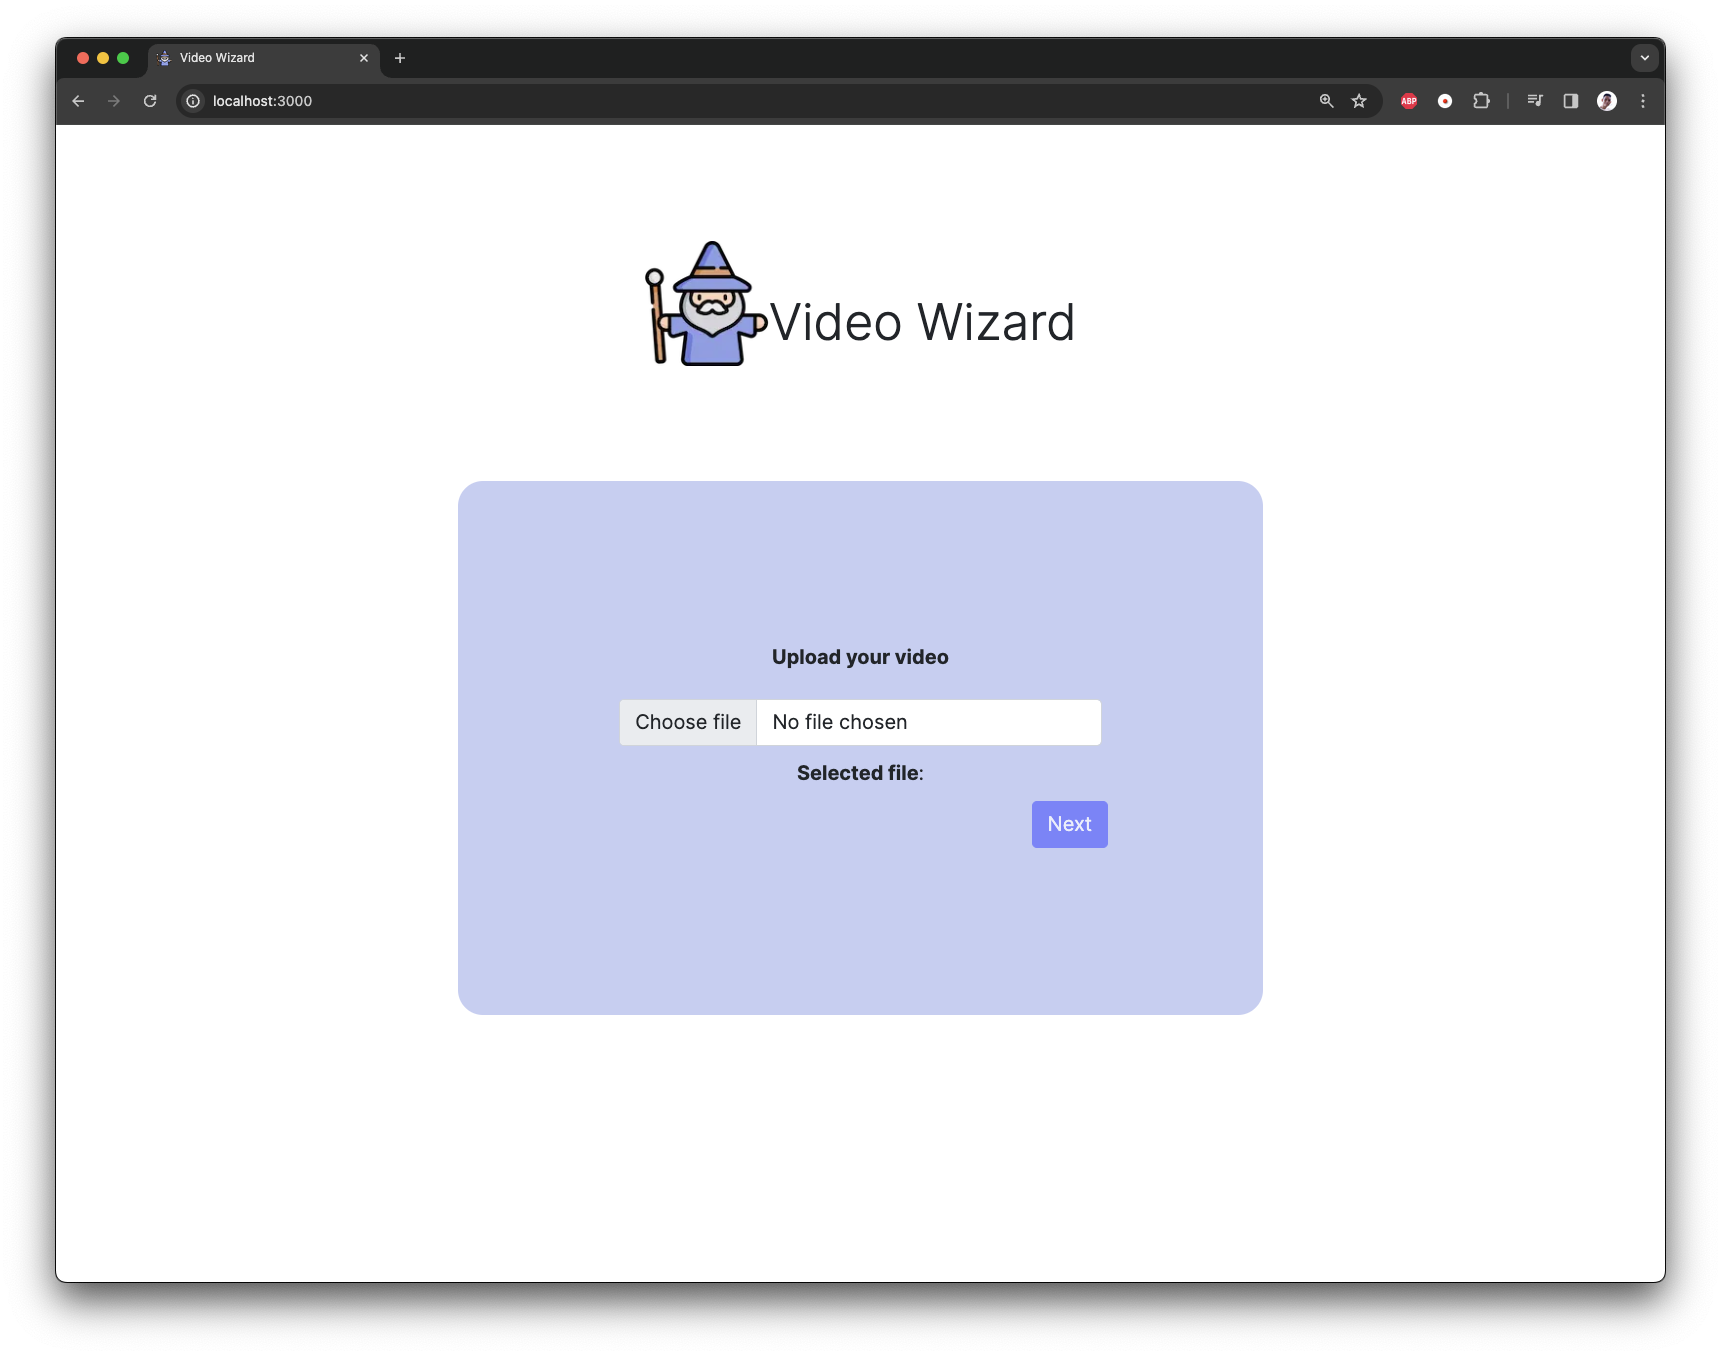 Video Wizard
localhost:3000
ABP
Video Wizard
Upload your video
Choose file No file chosen
Selected file:
Next